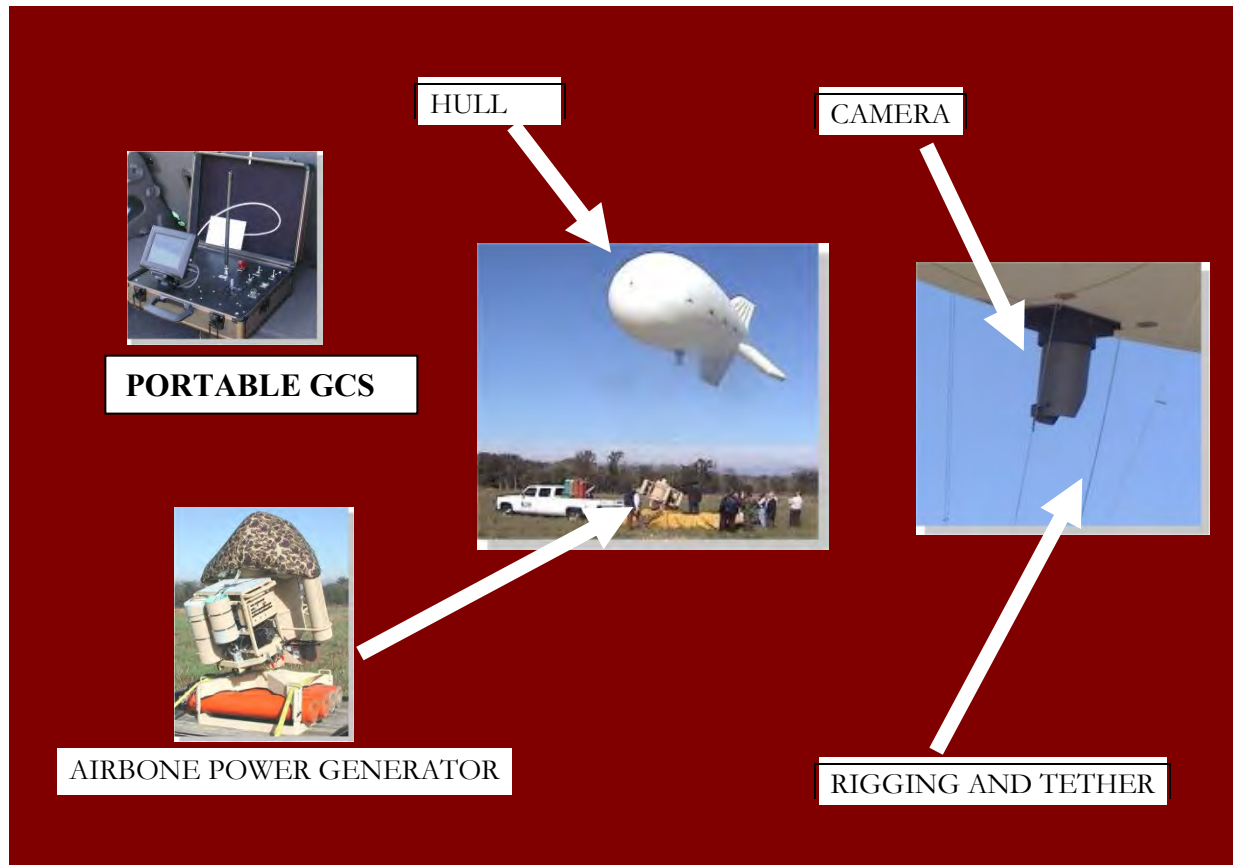 HULL
CAMERA
PORTABLE GCS
AIRBONE POWER GENERATOR
RIGGING AND TETHER